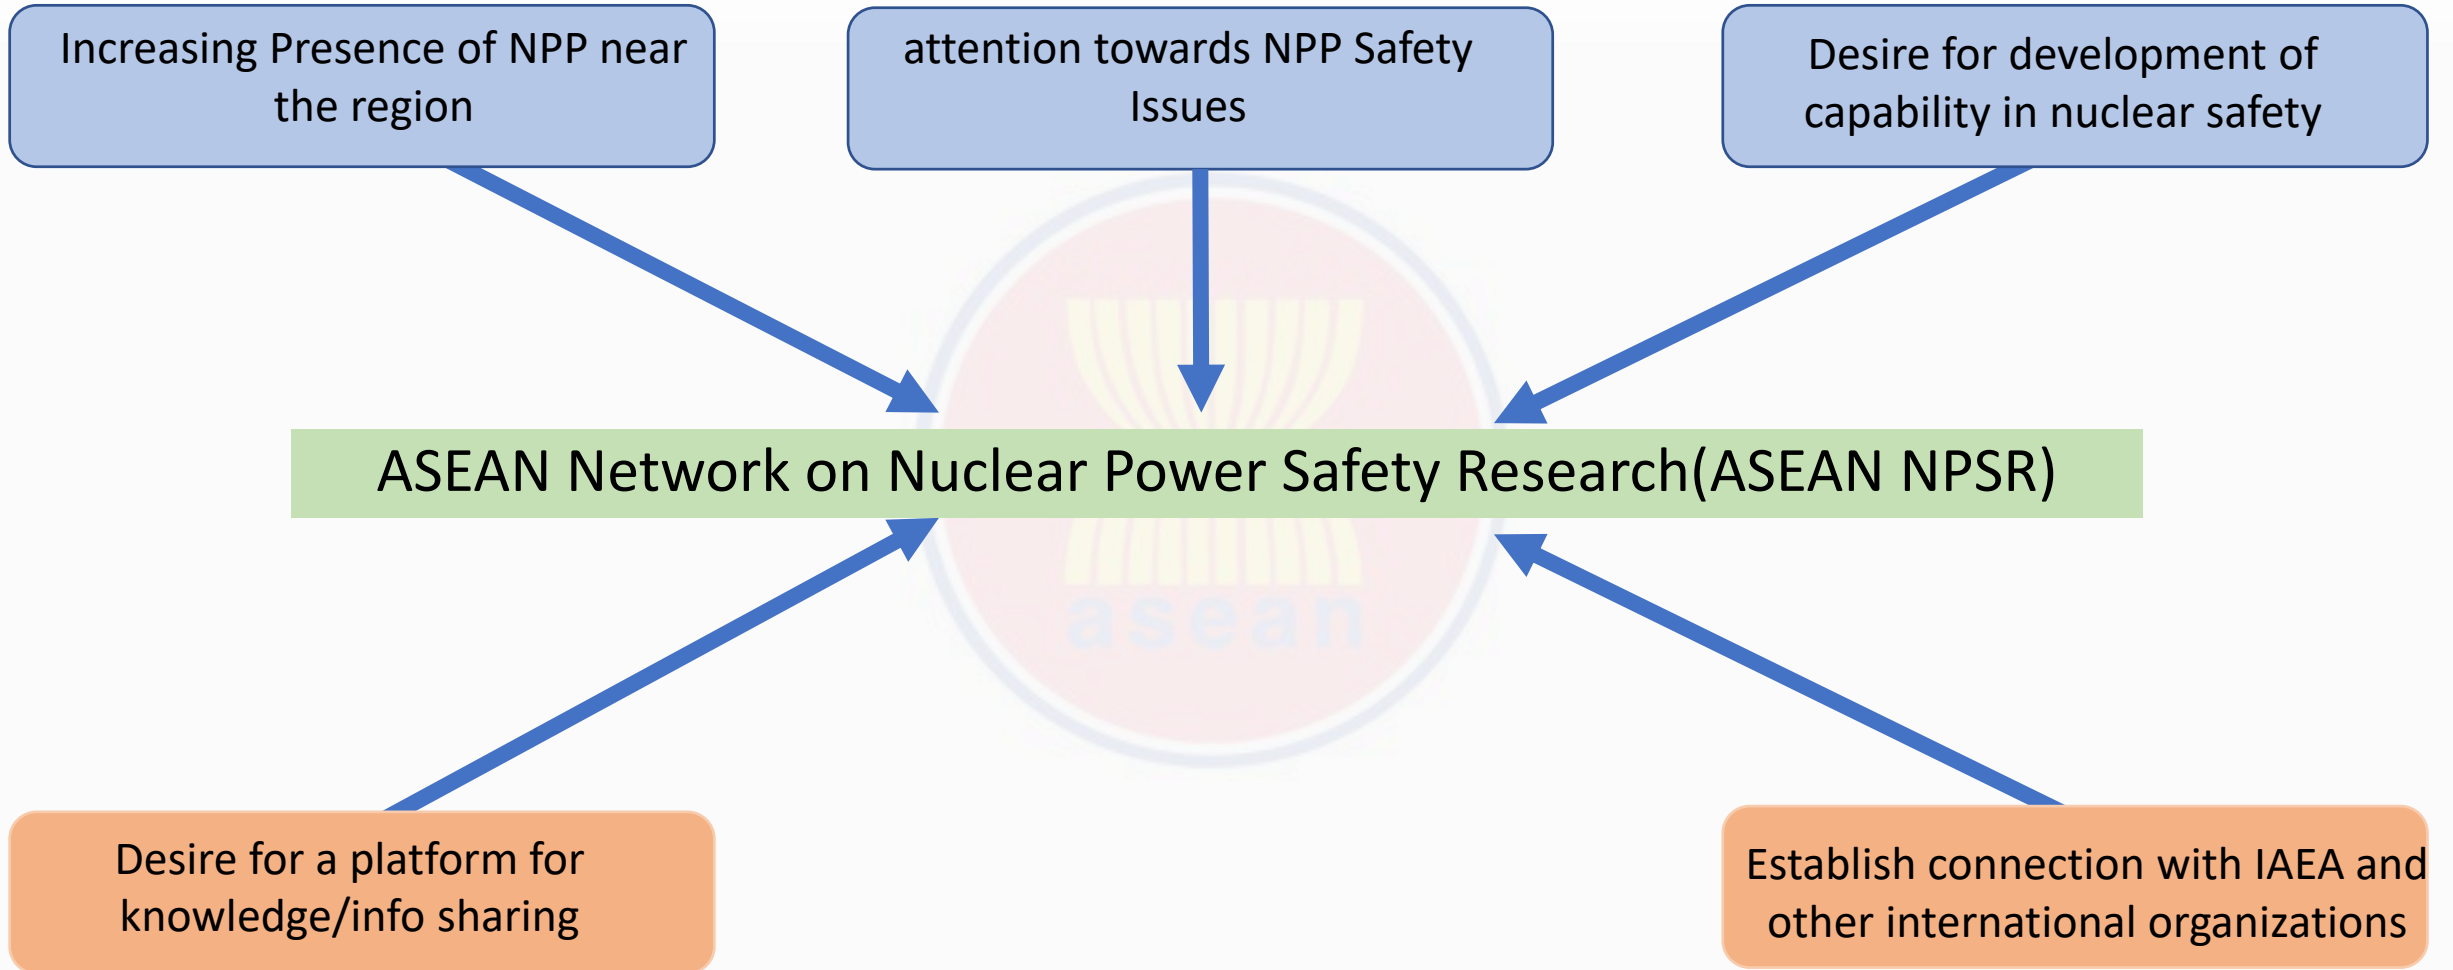 Increasing Presence of NPP near
the region
attention towards NPP Safety
Issues
Desire for development of
capability in nuclear safety
ASEAN Network on Nuclear Power Safety Research(ASEAN NPSR)
asean
Desire for a platform for
knowledge/info sharing
Establish connection with IAEA and
other international organizations